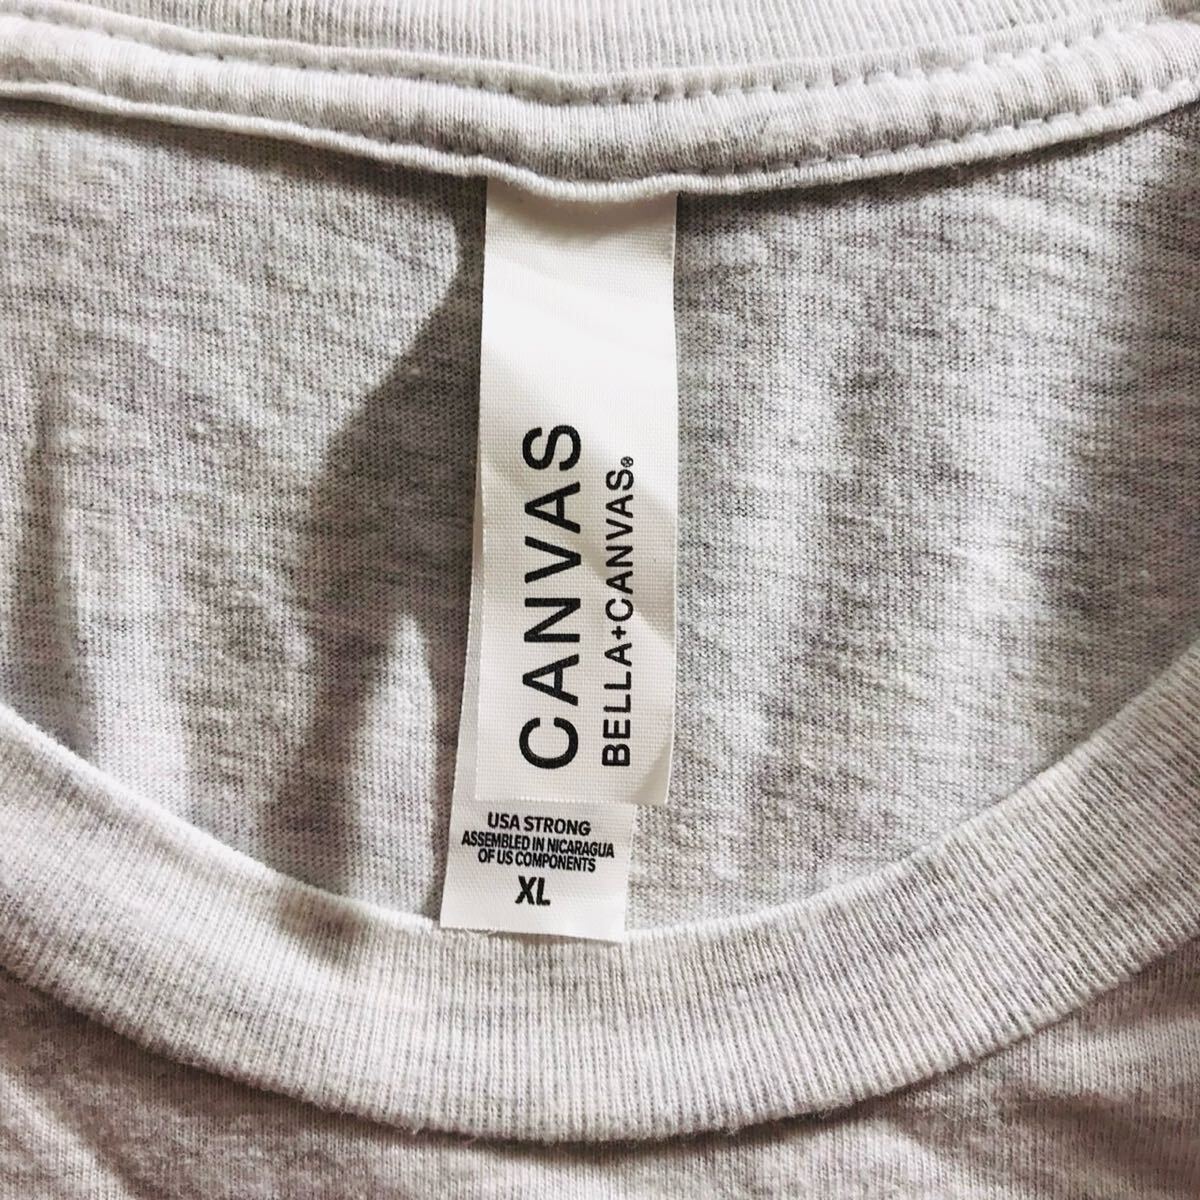 CANVAS
BELLA+CANVAS®
USA STRONG
ASSEMBLED IN NICARAGUA
OF US COMPONENTS
XL